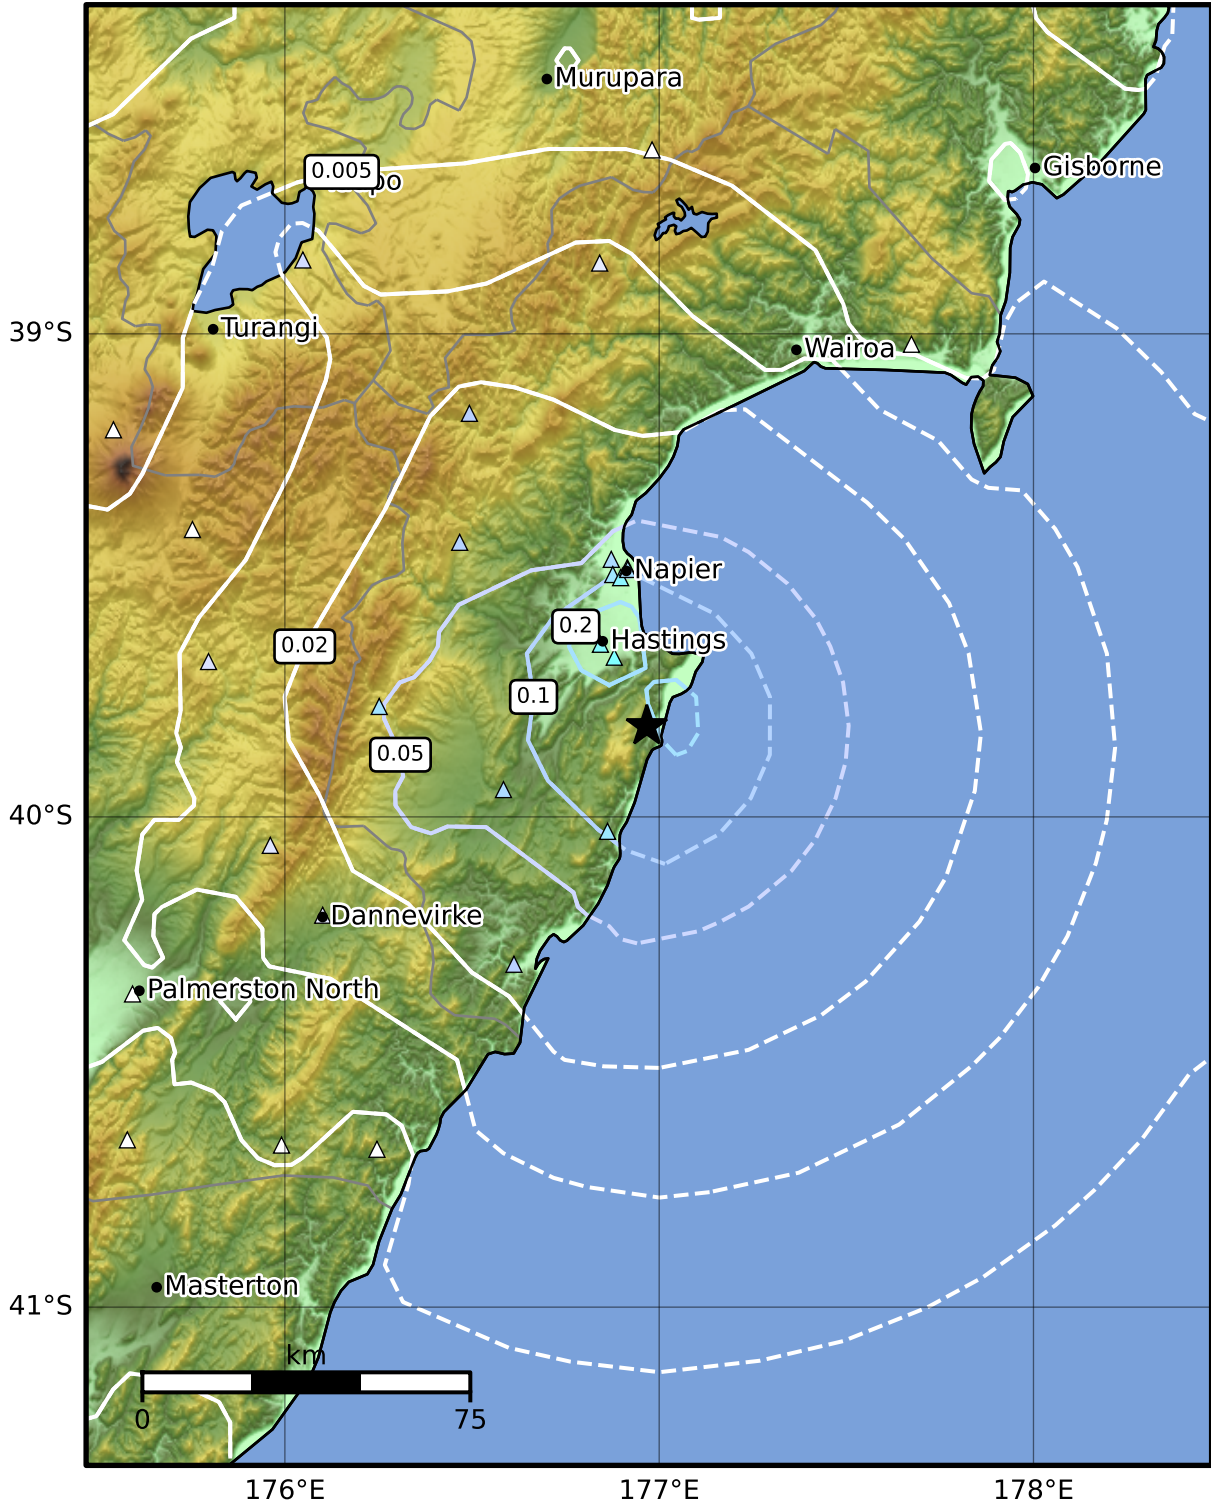 Murupara
Gisborne
0.005
po
Turangi
39°S
Wairoa
Napier
0.2
Hastings
0.02
0.1
0.05
40°S
Dannevirke
Palmerston North
Masterton
41°S
km
0
75
176°E
177°E
178°E